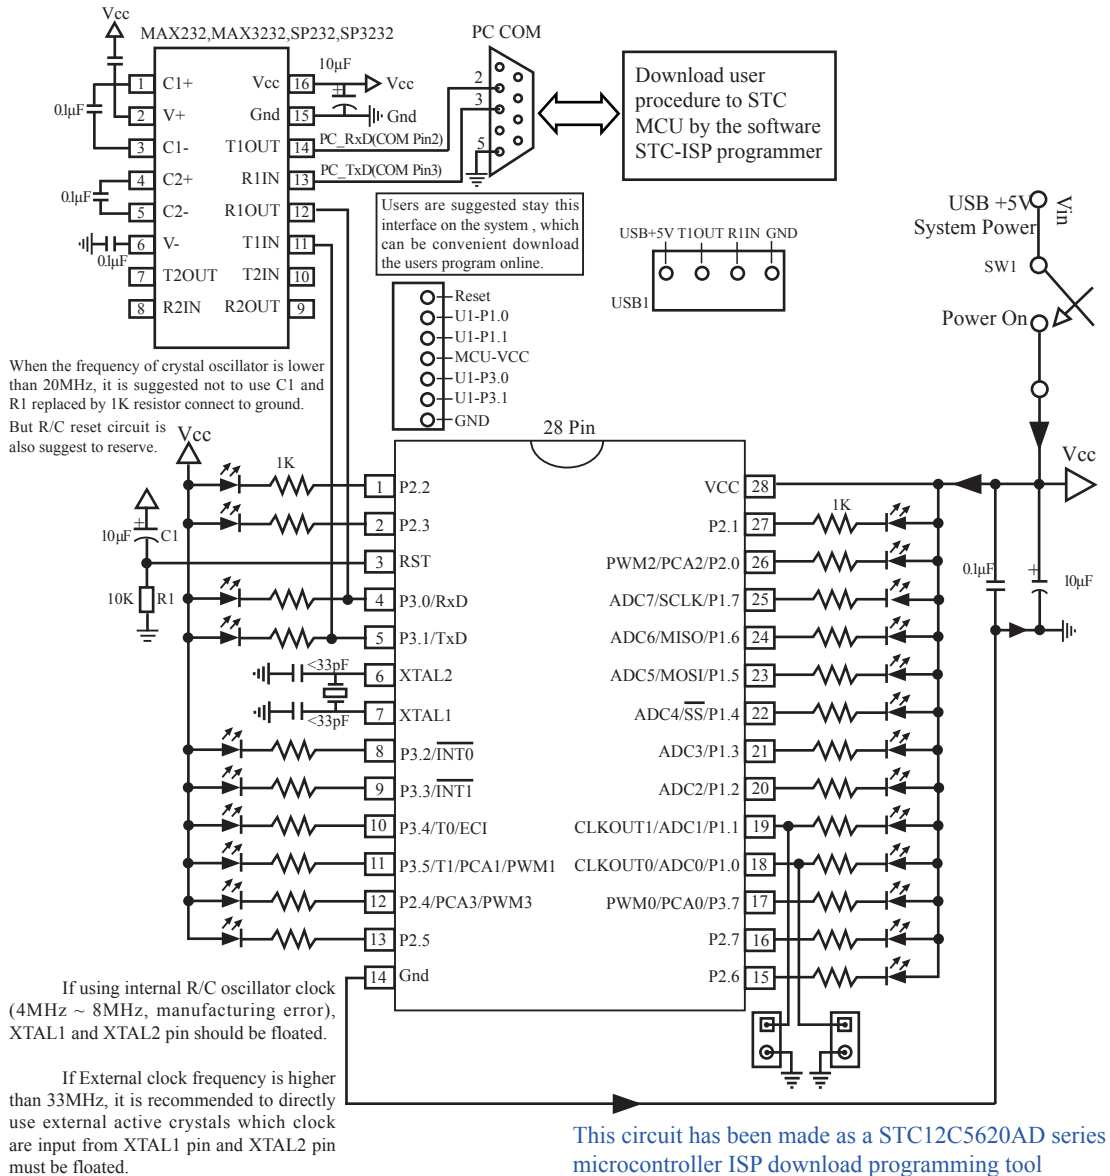 Vcc
MAX232,MAX3232,SP232,SP3232
PC COM
1 C1+
2 V+
3 C1-
4 C2+
5 C2-
6 V-
7 T2OUT
8 R2IN
Vcc 16
Gnd 15
T1OUT 14
R1IN 13
R1OUT 12
T1IN 11
T2IN 10
R2OUT 9
0.1µF
0.1µF
0.1µF
10µF
+
Vcc
Gnd
PC_RxD(COM Pin2)
PC_TxD(COM Pin3)
2
3
5
Download user
procedure to STC
MCU by the software
STC-ISP programmer
Users are suggested stay this
interface on the system , which
can be convenient download
the users program online.
Reset
U1-P1.0
U1-P1.1
MCU-VCC
U1-P3.0
U1-P3.1
GND
USB+5V T1OUT R1IN GND
USB1
USB +5V
System Power
Vin
SW1
Power On
Vcc
When the frequency of crystal oscillator is lower
than 20MHz, it is suggested not to use C1 and
R1 replaced by 1K resistor connect to ground.
But R/C reset circuit is
also suggest to reserve.
Vcc
1K
+
10µF C1
10K R1
<33pF
<33pF
28 Pin
1 P2.2
2 P2.3
3 RST
4 P3.0/RxD
5 P3.1/TxD
6 XTAL2
7 XTAL1
8 P3.2/INT0
9 P3.3/INT1
10 P3.4/T0/ECI
11 P3.5/T1/PCA1/PWM1
12 P2.4/PCA3/PWM3
13 P2.5
14 Gnd
VCC 28
P2.1 27
PWM2/PCA2/P2.0 26
ADC7/SCLK/P1.7 25
ADC6/MISO/P1.6 24
ADC5/MOSI/P1.5 23
ADC4/SS/P1.4 22
ADC3/P1.3 21
ADC2/P1.2 20
CLKOUT1/ADC1/P1.1 19
CLKOUT0/ADC0/P1.0 18
PWM0/PCA0/P3.7 17
P2.7 16
P2.6 15
1K
0.1µF
+
10µF
If using internal R/C oscillator clock
(4MHz ~ 8MHz, manufacturing error),
XTAL1 and XTAL2 pin should be floated.
If External clock frequency is higher
than 33MHz, it is recommended to directly
use external active crystals which clock
are input from XTAL1 pin and XTAL2 pin
must be floated.
This circuit has been made as a STC12C5620AD series
microcontroller ISP download programming tool